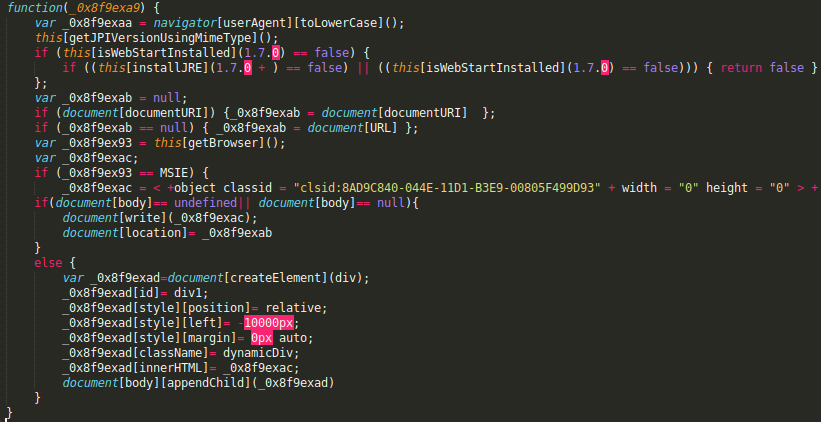 function(_0x8f9exa9) {
var _0x8f9exaa = navigator[userAgent][toLowerCase]();
this[getJPIVersionUsingMimeType]();
if (this[isWebStartInstalled](1.7.0) == false) {
if ((this[installJRE](1.7.0 + ) == false) || ((this[isWebStartInstalled](1.7.0) == false))) { return false }
};
var _0x8f9exab = null;
if (document[documentURI]) {_0x8f9exab = document[documentURI]  };
if (_0x8f9exab == null) { _0x8f9exab = document[URL] };
var _0x8f9ex93 = this[getBrowser]();
var _0x8f9exac;
if (_0x8f9ex93 == MSIE) {
_0x8f9exac = < +object classid = "clsid:8AD9C840-044E-11D1-B3E9-00805F499D93" + width = "0" height = "0" > +
if(document[body]== undefined|| document[body]== null){
document[write](_0x8f9exac);
document[location]= _0x8f9exab
}
else {
var _0x8f9exad=document[createElement](div);
_0x8f9exad[id]= div1;
_0x8f9exad[style][position]= relative;
_0x8f9exad[style][left]= -10000px;
_0x8f9exad[style][margin]= 0px auto;
_0x8f9exad[className]= dynamicDiv;
_0x8f9exad[innerHTML]= _0x8f9exac;
document[body][appendChild](_0x8f9exad)
}
}